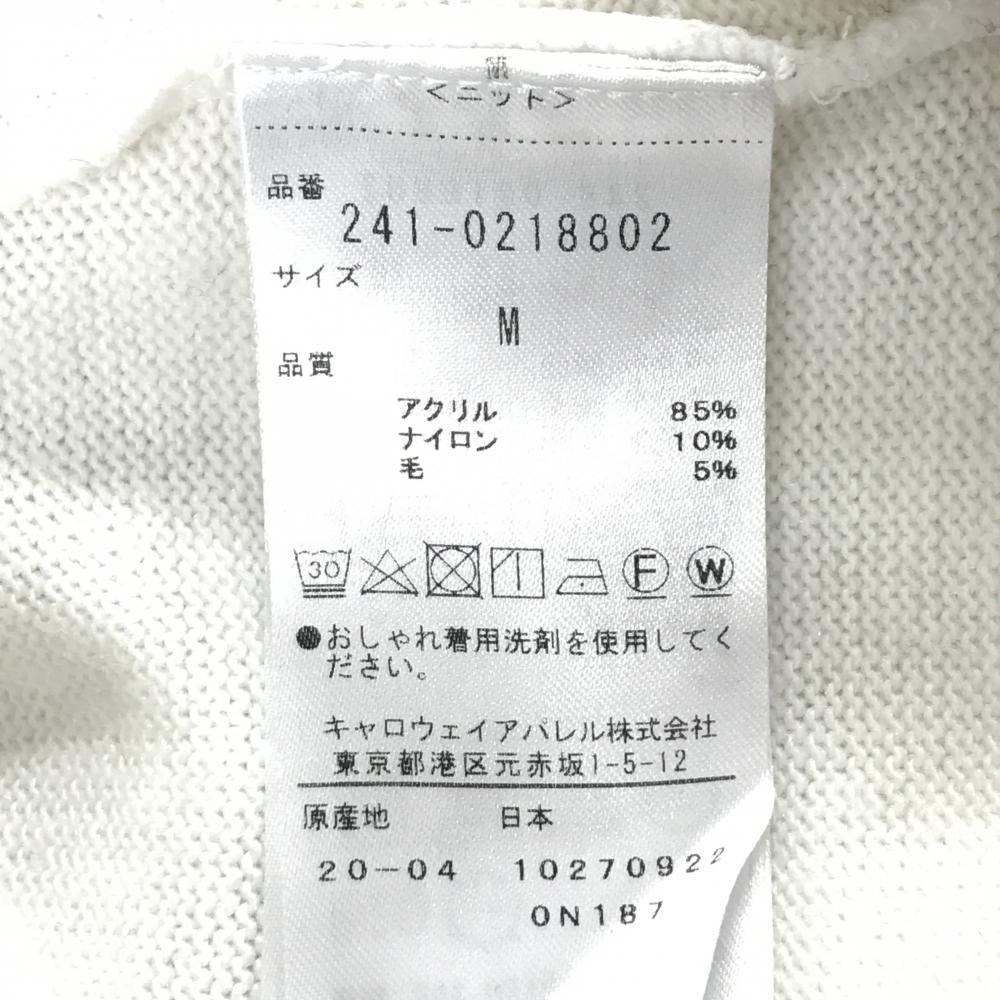 <ニット>
品番
241-0218802
サイズ
M
品質
アクリル 85%
ナイロン 10%
毛 5%
30 F W
●おしゃれ着用洗剤を使用してく
ださい。
キャロウェイアパレル株式会社
東京都港区元赤坂1-5-12
原産地 日本
20-04 10270922
0N187